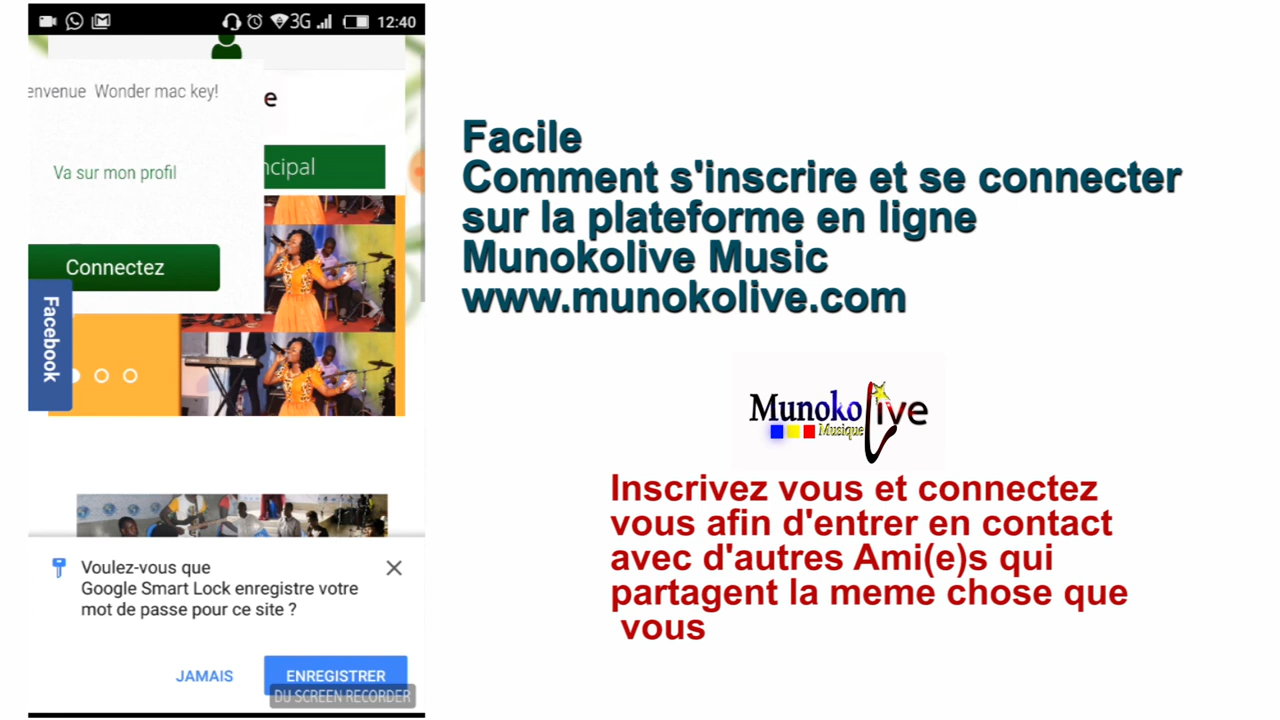 3G 12:40
envenue Wonder mac key!
e
Va sur mon profil
ncipal
Connectez
Facebook
Voulez-vous que
Google Smart Lock enregistre votre
mot de passe pour ce site ?
JAMAIS ENREGISTRER
DU SCREEN RECORDER
Facile
Comment s'inscrire et se connecter
sur la plateforme en ligne
Munokolive Music
www.munokolive.com
Munokolive
Musique
Inscrivez vous et connectez
vous afin d'entrer en contact
avec d'autres Ami(e)s qui
partagent la meme chose que
vous